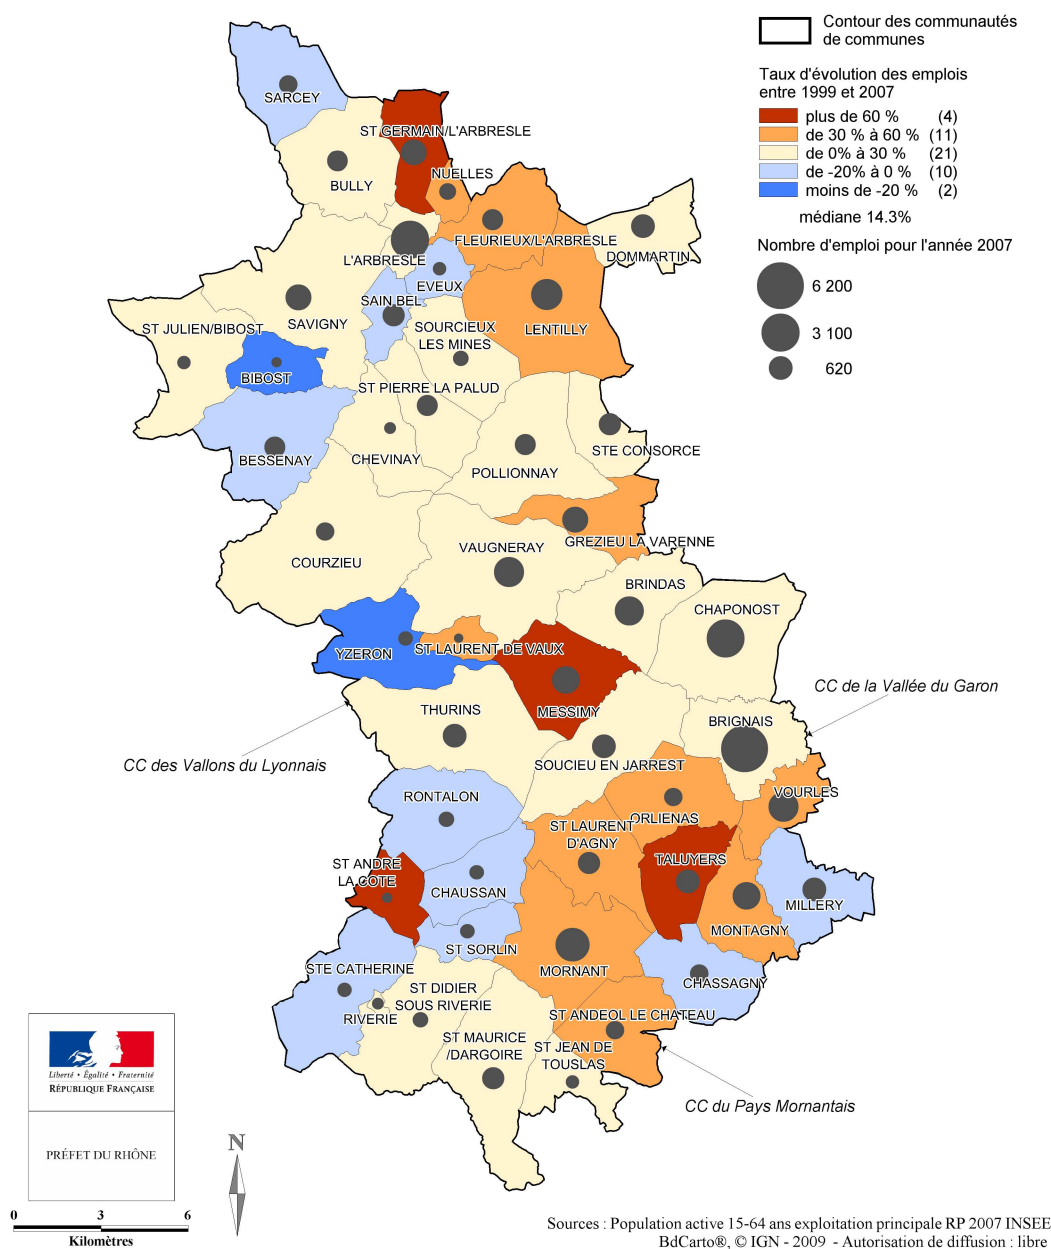 Contour des communautés
de communes
Taux d'évolution des emplois
entre 1999 et 2007
plus de 60 % (4)
de 30 % à 60 % (11)
de 0% à 30 % (21)
de -20% à 0 % (10)
moins de -20 % (2)
médiane 14.3%
Nombre d'emploi pour l'année 2007
6 200
3 100
620
SARCEY
ST GERMAIN/L'ARBRESLE
BULLY
NUELLES
FLEURIEUX/L'ARBRESLE
DOMMARTIN
L'ARBRESLE
EVEUX
SAIN BEL
SAVIGNY
LENTILLY
ST JULIEN/BIBOST
SOURCIEUX
LES MINES
BIBOST
ST PIERRE LA PALUD
BESSENAY
CHEVINAY
STE CONSORCE
POLLIONNAY
GREZIEU LA VARENNE
VAUGNERAY
COURZIEU
BRINDAS
CHAPONOST
YZERON
ST LAURENT DE VAUX
CC de la Vallée du Garon
MESSIMY
THURINS
BRIGNAIS
CC des Vallons du Lyonnais
SOUCIEU EN JARREST
RONTALON
VOURLES
ORLIENAS
ST LAURENT
D'AGNY
TALUYERS
ST ANDRE
LA COTE
CHAUSSAN
MILLERY
MONTAGNY
ST SORLIN
MORNANT
STE CATHERINE
CHASSAGNY
ST DIDIER
SOUS RIVERIE
RIVERIE
ST ANDEOL LE CHATEAU
ST MAURICE
/DARGOIRE
ST JEAN DE
TOUSLAS
CC du Pays Mornantais
Liberté • Égalité • Fraternité
RÉPUBLIQUE FRANÇAISE
PRÉFET DU RHÔNE
N
0 3 6
Kilomètres
Sources : Population active 15-64 ans exploitation principale RP 2007 INSEE
BdCarto®, © IGN - 2009 - Autorisation de diffusion : libre